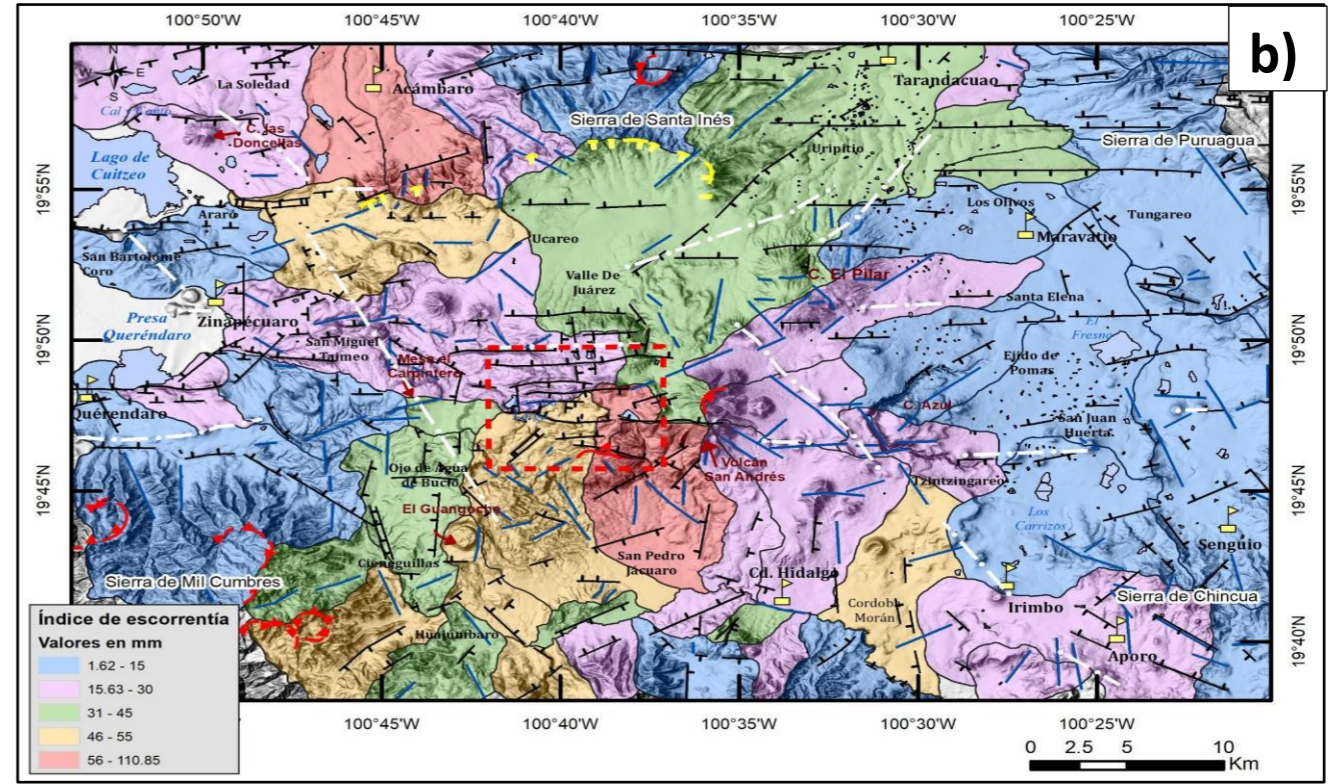 b)
100°50'W 100°45'W 100°40'W 100°35'W 100°30'W 100°25'W
N
W E
S
La Soledad
Acámbaro
Tarandacuao
C. las
Doncellas
Sierra de Santa Inés
Uripitio
Sierra de Puruagua
Lago de
Cuitzeo
19°55'N
19°55'N
Araró
Los Olivos
Tungareo
Maravatio
San Bartolomé
Coro
Ucareo
Valle De
Juárez
C. El Pilar
Santa Elena
Zinapécuaro
Presa
Queréndaro
San Miguel
Taimeo
El
Fresno
19°50'N
19°50'N
Mesa el
Carpintero
Ejido de
Pomas
Quérendaro
C. Azul
San Juan
Huerta
Ojo de Agua
de Bucio
Volcán
San Andrés
Tzintzingareo
19°45'N
19°45'N
El Guangoche
Los
Carrizos
Senguio
San Pedro
Jacuaro
Cieneguillas
Cd. Hidalgo
Sierra de Mil Cumbres
Sierra de Chincua
Irimbo
Cordoba
Morán
Aporo
19°40'N
19°40'N
Índice de escorrentía
Valores en mm
1.62 - 15
15.63 - 30
31 - 45
46 - 55
56 - 110.85
100°45'W 100°40'W 100°35'W 100°30'W 100°25'W
0 2.5 5 10
Km